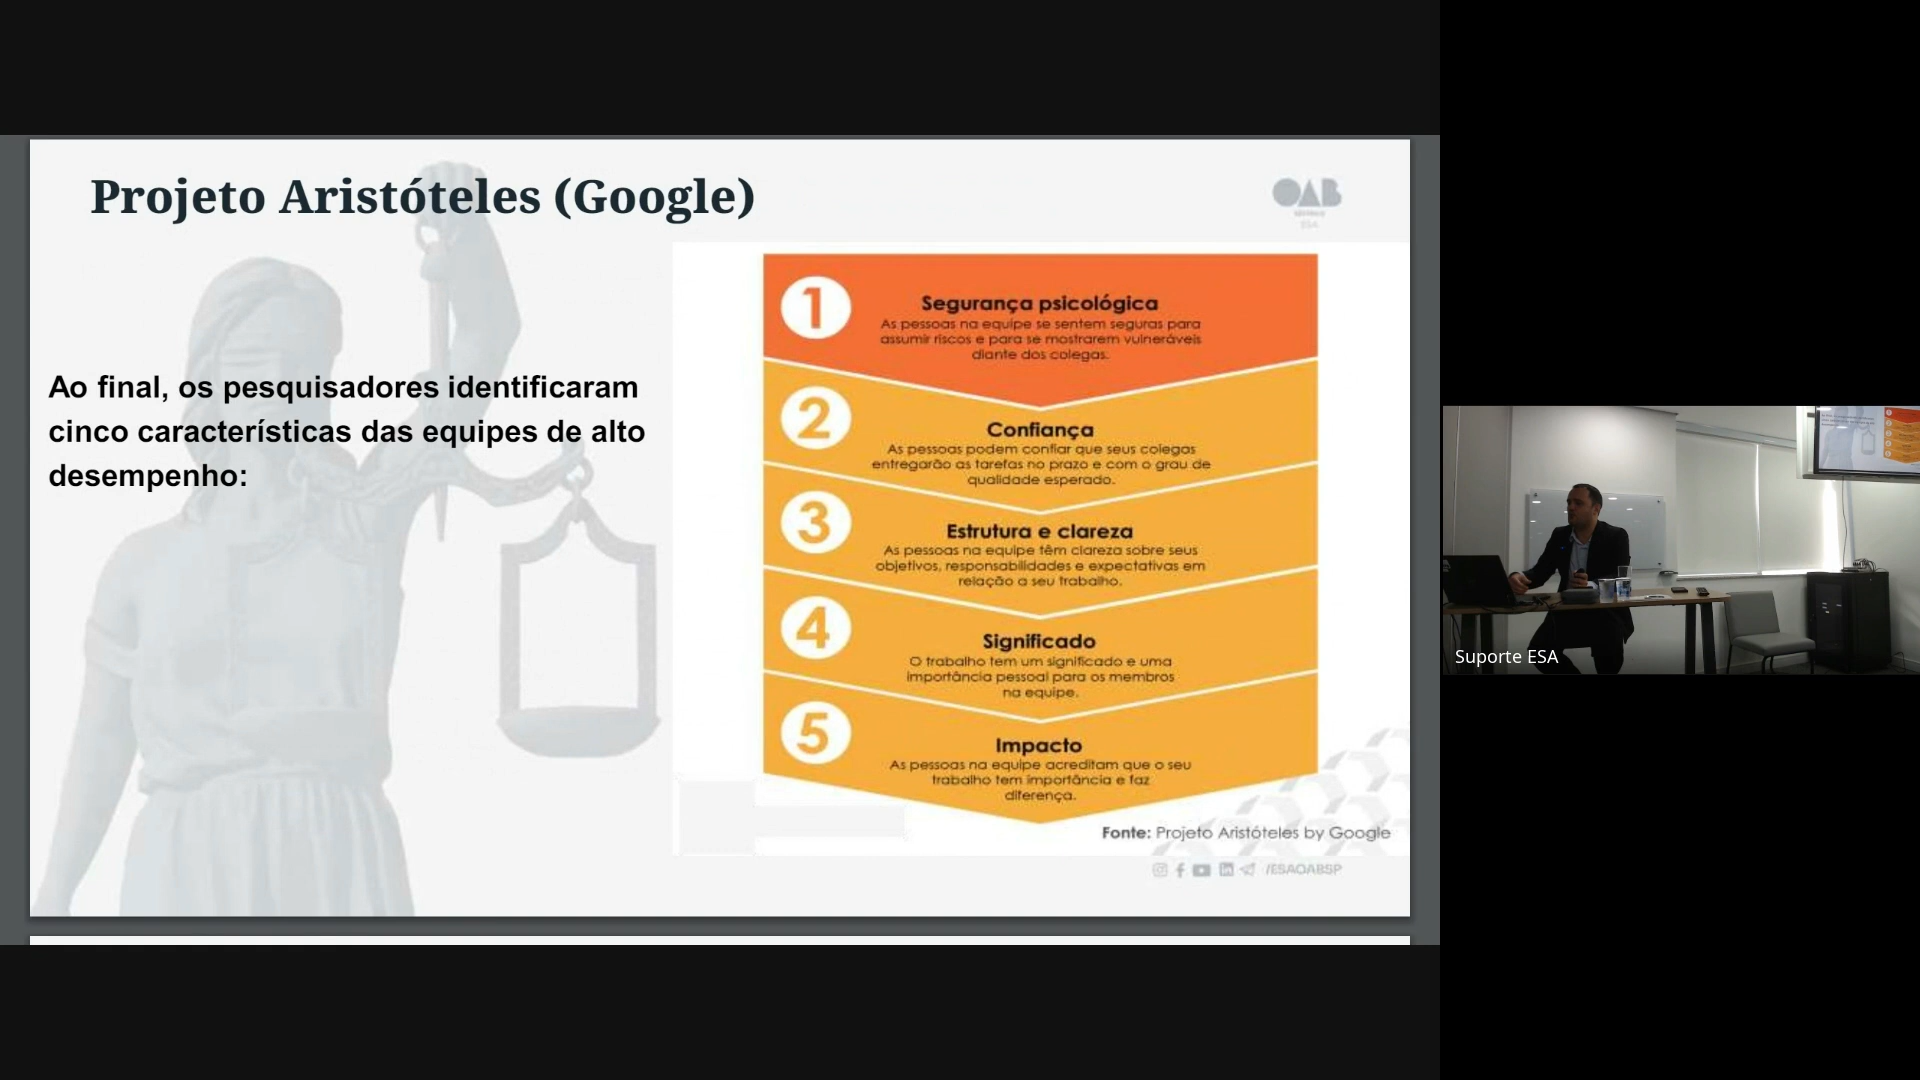 Projeto Aristóteles (Google)
OAB
ESA
Ao final, os pesquisadores identificaram
cinco características das equipes de alto
desempenho:
1
Segurança psicológica
As pessoas na equipe se sentem seguras para
assumir riscos e para se mostrarem vulneráveis
diante dos colegas.
2
Confiança
As pessoas podem confiar que seus colegas
entregarão as tarefas no prazo e com o grau de
qualidade esperado.
3
Estrutura e clareza
As pessoas na equipe têm clareza sobre seus
objetivos, responsabilidades e expectativas em
relação a seu trabalho.
4
Significado
O trabalho tem um significado e uma
importância pessoal para os membros
na equipe.
5
Impacto
As pessoas na equipe acreditam que o seu
trabalho tem importância e faz
diferença.
Fonte: Projeto Aristóteles by Google
/ESAOABSP
Suporte ESA